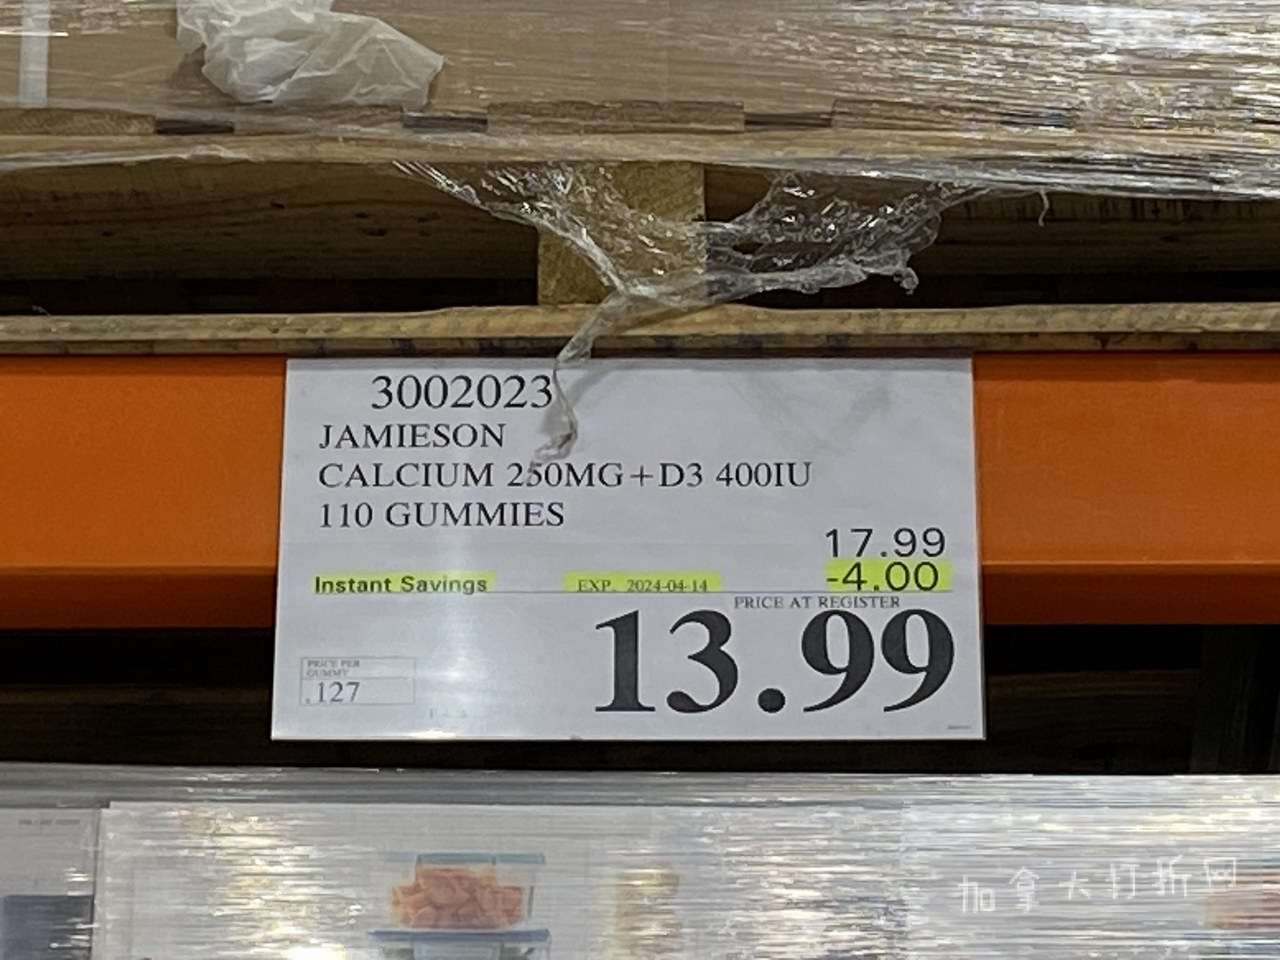 3002023
JAMIESON
CALCIUM 250MG+D3 400IU
110 GUMMIES
17.99
Instant Savings EXP. 2024-04-14 -4.00
PRICE AT REGISTER
13.99
PRICE PER
GUMMY
.127
加拿大打折网